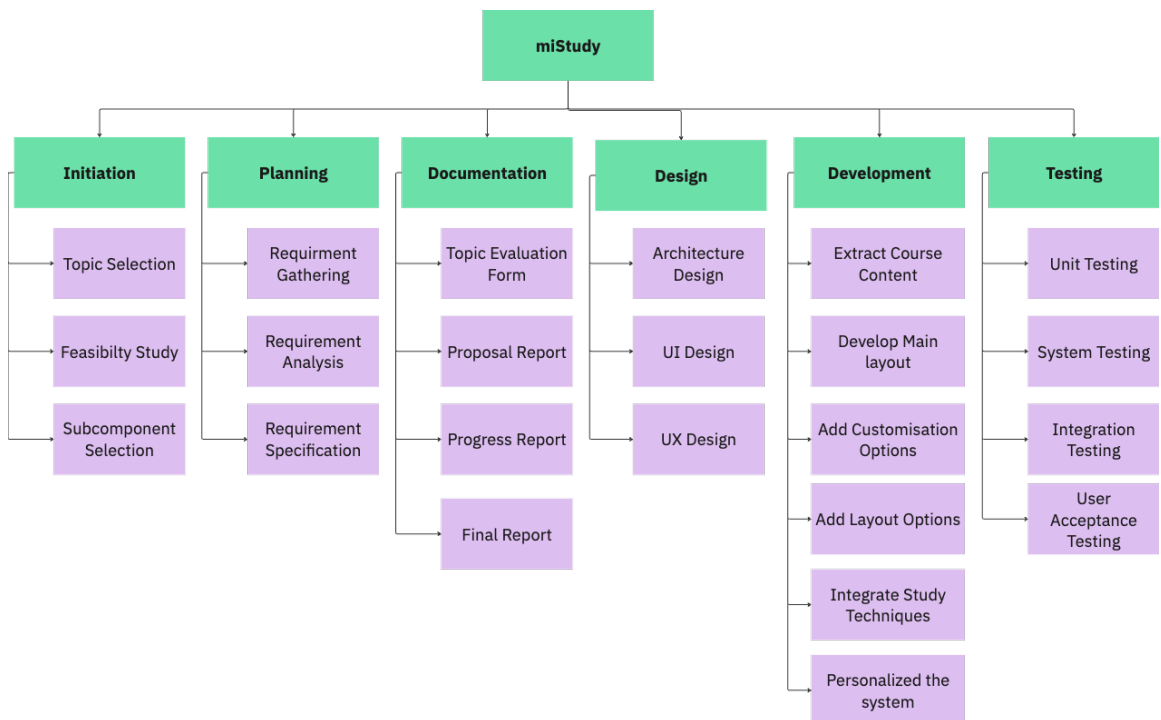 miStudy
Initiation
Planning
Documentation
Design
Development
Testing
Topic Selection
Feasibilty Study
Subcomponent
Selection
Requirment
Gathering
Requirement
Analysis
Requirement
Specification
Topic Evaluation
Form
Proposal Report
Progress Report
Final Report
Architecture
Design
UI Design
UX Design
Extract Course
Content
Develop Main
layout
Add Customisation
Options
Add Layout Options
Integrate Study
Techniques
Personalized the
system
Unit Testing
System Testing
Integration
Testing
User
Acceptance
Testing